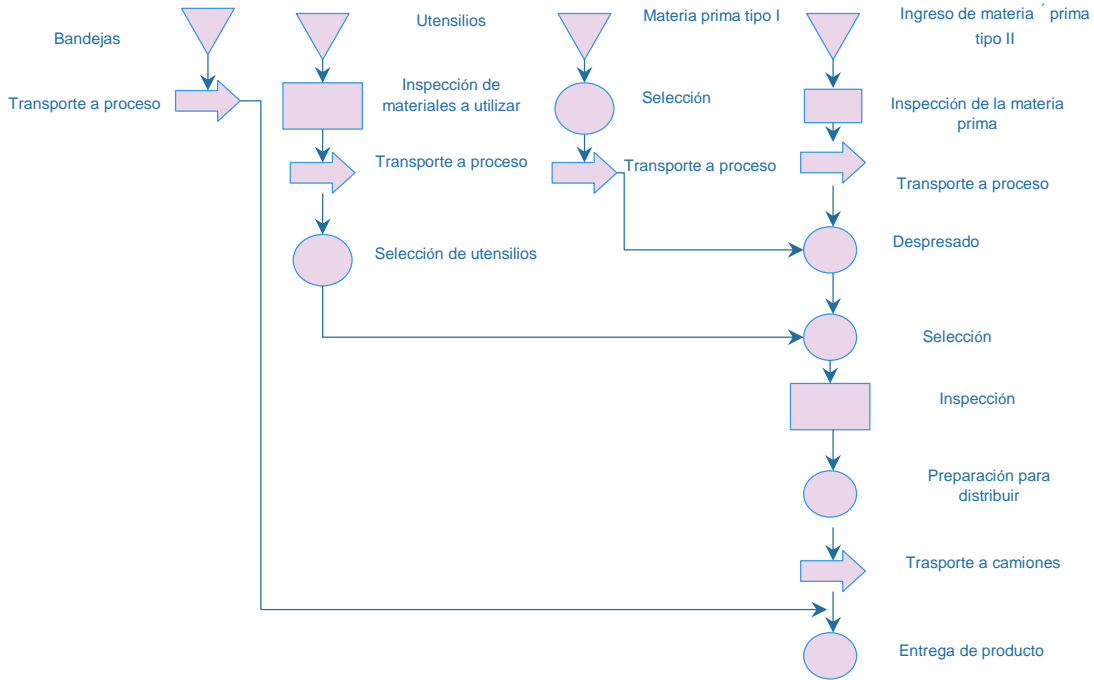 Bandejas
Utensilios
Materia prima tipo I
Ingreso de materia ´ prima
tipo II
Transporte a proceso
Inspección de
materiales a utilizar
Selección
Inspección de la materia
prima
Transporte a proceso
Transporte a proceso
Transporte a proceso
Selección de utensilios
Despresado
Selección
Inspección
Preparación para
distribuir
Trasporte a camiones
Entrega de producto